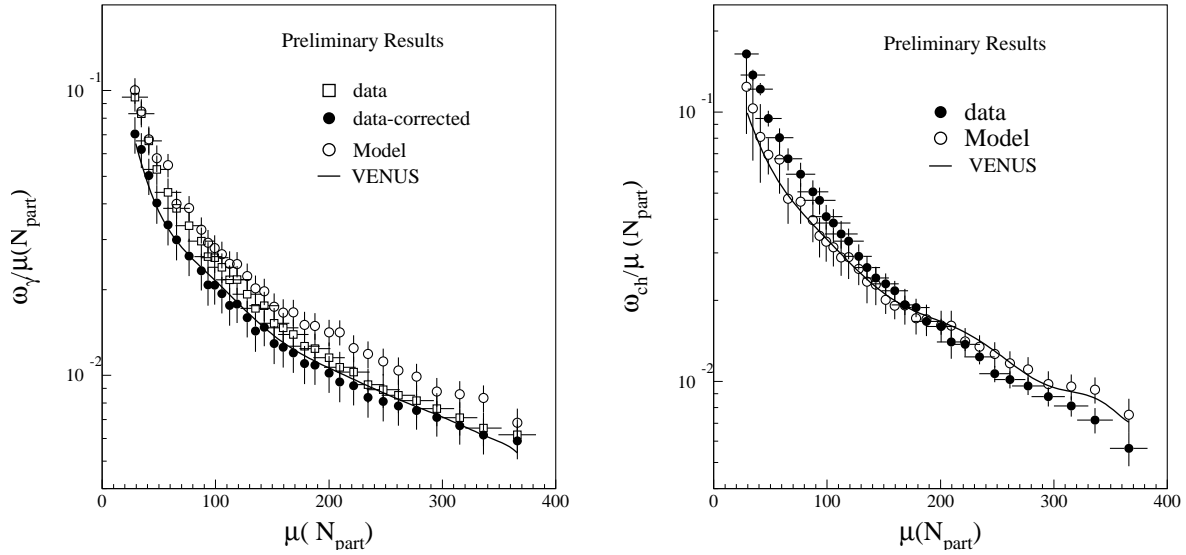 Preliminary Results
data
data-corrected
Model
VENUS
10⁻¹
10⁻²
ω_γ/μ(N_part)
0 100 200 300 400
μ( N_part)
Preliminary Results
data
Model
VENUS
10⁻¹
10⁻²
ω_ch/μ (N_part)
0 100 200 300 400
μ(N_part)